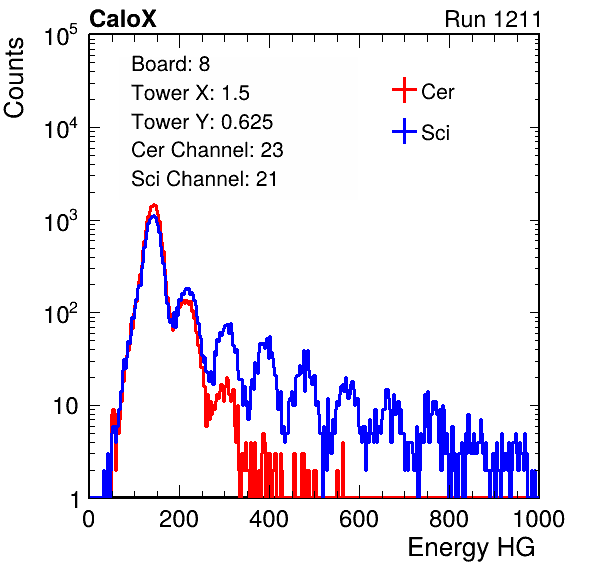 CaloX Run 1211
Counts
Board: 8
Tower X: 1.5
Tower Y: 0.625
Cer Channel: 23
Sci Channel: 21
Cer
Sci
10^5
10^4
10^3
10^2
10
1
0 200 400 600 800 1000
Energy HG